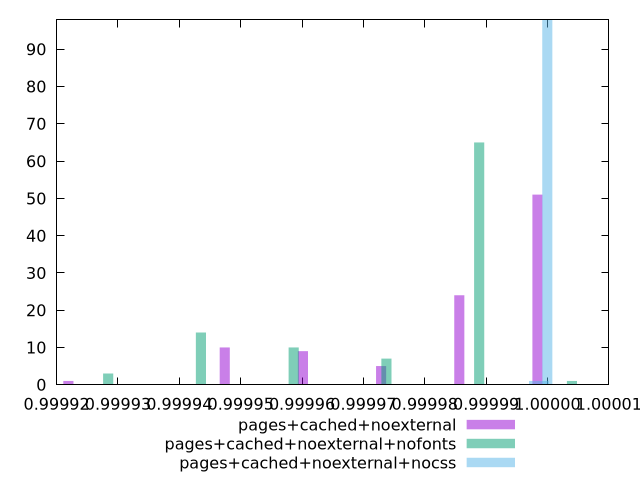 90
80
70
60
50
40
30
20
10
0
0.99992 0.99993 0.99994 0.99995 0.99996 0.99997 0.99998 0.99999 1.00000 1.00001
pages+cached+noexternal
pages+cached+noexternal+nofonts
pages+cached+noexternal+nocss